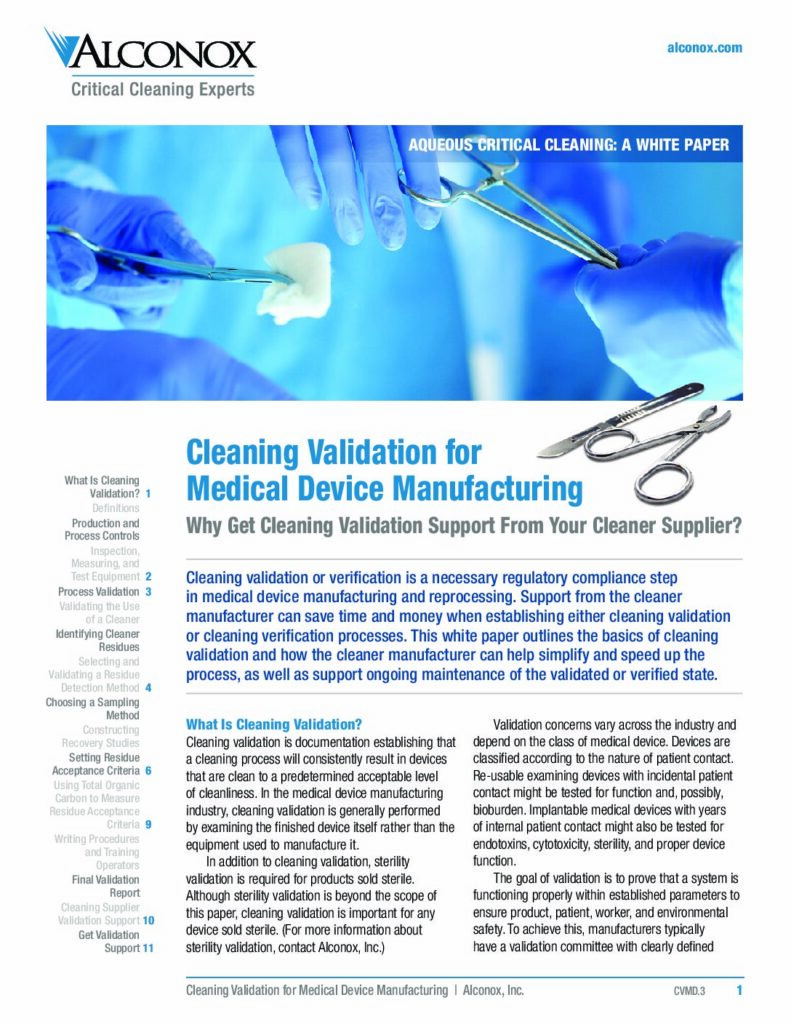 ALCONOX
Critical Cleaning Experts
alconox.com
AQUEOUS CRITICAL CLEANING: A WHITE PAPER
Cleaning Validation for
Medical Device Manufacturing
Why Get Cleaning Validation Support From Your Cleaner Supplier?
What Is Cleaning
Validation? 1
Definitions
Production and
Process Controls
Inspection,
Measuring, and
Test Equipment 2
Process Validation 3
Validating the Use
of a Cleaner
Identifying Cleaner
Residues
Selecting and
Validating a Residue
Detection Method 4
Choosing a Sampling
Method
Constructing
Recovery Studies
Setting Residue
Acceptance Criteria 6
Using Total Organic
Carbon to Measure
Residue Acceptance
Criteria 9
Writing Procedures
and Training
Operators
Final Validation
Report
Cleaning Supplier
Validation Support 10
Get Validation
Support 11
Cleaning validation or verification is a necessary regulatory compliance step
in medical device manufacturing and reprocessing. Support from the cleaner
manufacturer can save time and money when establishing either cleaning validation
or cleaning verification processes. This white paper outlines the basics of cleaning
validation and how the cleaner manufacturer can help simplify and speed up the
process, as well as support ongoing maintenance of the validated or verified state.
What Is Cleaning Validation?
Cleaning validation is documentation establishing that
a cleaning process will consistently result in devices
that are clean to a predetermined acceptable level
of cleanliness. In the medical device manufacturing
industry, cleaning validation is generally performed
by examining the finished device itself rather than the
equipment used to manufacture it.
In addition to cleaning validation, sterility
validation is required for products sold sterile.
Although sterility validation is beyond the scope of
this paper, cleaning validation is important for any
device sold sterile. (For more information about
sterility validation, contact Alconox, Inc.)
Validation concerns vary across the industry and
depend on the class of medical device. Devices are
classified according to the nature of patient contact.
Re-usable examining devices with incidental patient
contact might be tested for function and, possibly,
bioburden. Implantable medical devices with years
of internal patient contact might also be tested for
endotoxins, cytotoxicity, sterility, and proper device
function.
The goal of validation is to prove that a system is
functioning properly within established parameters to
ensure product, patient, worker, and environmental
safety. To achieve this, manufacturers typically
have a validation committee with clearly defined
Cleaning Validation for Medical Device Manufacturing | Alconox, Inc.
CVMD.3 1